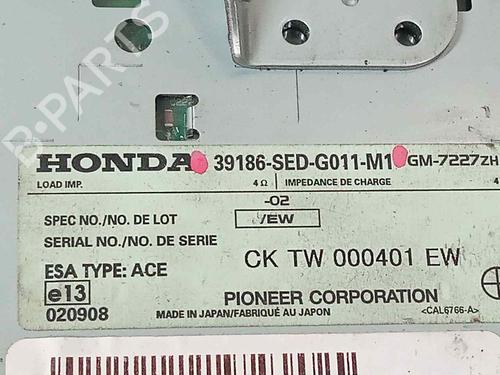 B-PARTS
HONDA 39186-SED-G011-M1 GM-7227ZH
LOAD IMP. 4Ω IMPEDANCE DE CHARGE 4
-02
SPEC NO./NO. DE LOT /EW
SERIAL NO./NO. DE SERIE
CK TW 000401 EW
ESA TYPE: ACE
e13
020908 PIONEER CORPORATION
MADE IN JAPAN/FABRIQUÉ AU JAPON <CAL6766-A>